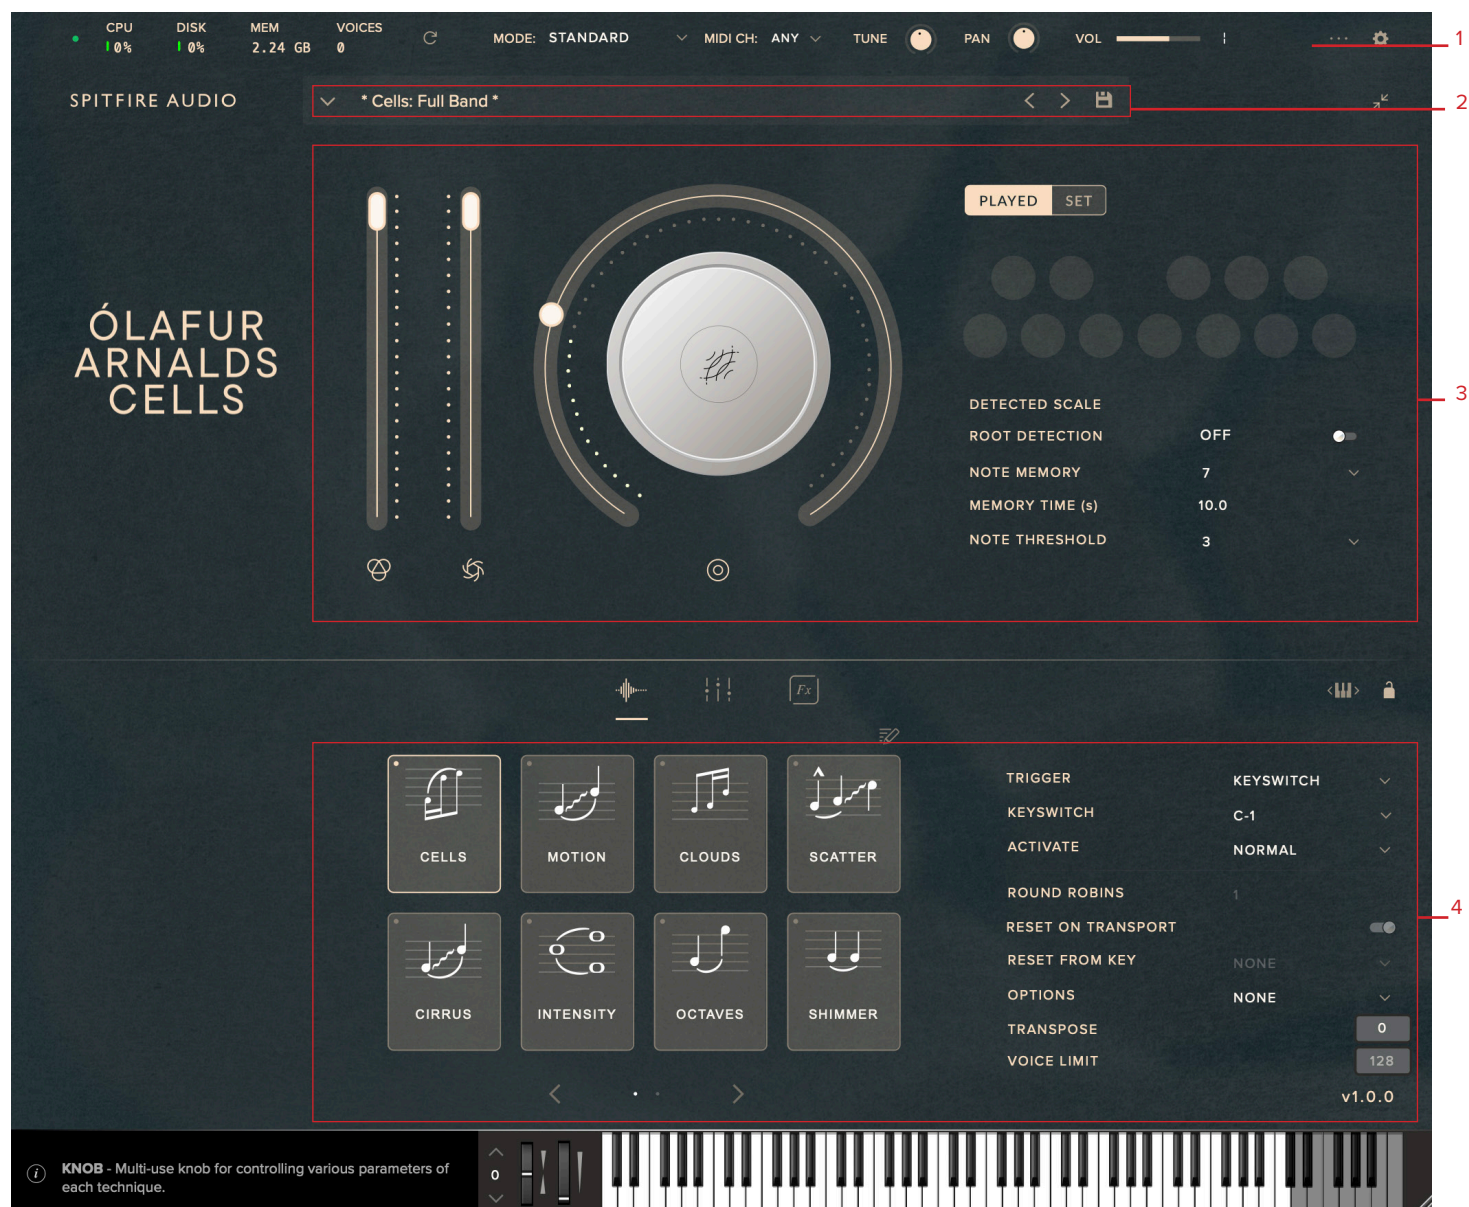 CPU DISK MEM VOICES
0% 0% 2.24 GB 0
MODE: STANDARD MIDI CH: ANY TUNE PAN VOL
1
SPITFIRE AUDIO
* Cells: Full Band *
2
PLAYED SET
ÓLAFUR
ARNALDS
CELLS
3
DETECTED SCALE
ROOT DETECTION OFF
NOTE MEMORY 7
MEMORY TIME (s) 10.0
NOTE THRESHOLD 3
Fx
CELLS MOTION CLOUDS SCATTER
CIRRUS INTENSITY OCTAVES SHIMMER
TRIGGER KEYSWITCH
KEYSWITCH C-1
ACTIVATE NORMAL
ROUND ROBINS 1
4
RESET ON TRANSPORT
RESET FROM KEY NONE
OPTIONS NONE
TRANSPOSE 0
VOICE LIMIT 128
v1.0.0
KNOB - Multi-use knob for controlling various parameters of
each technique.
0